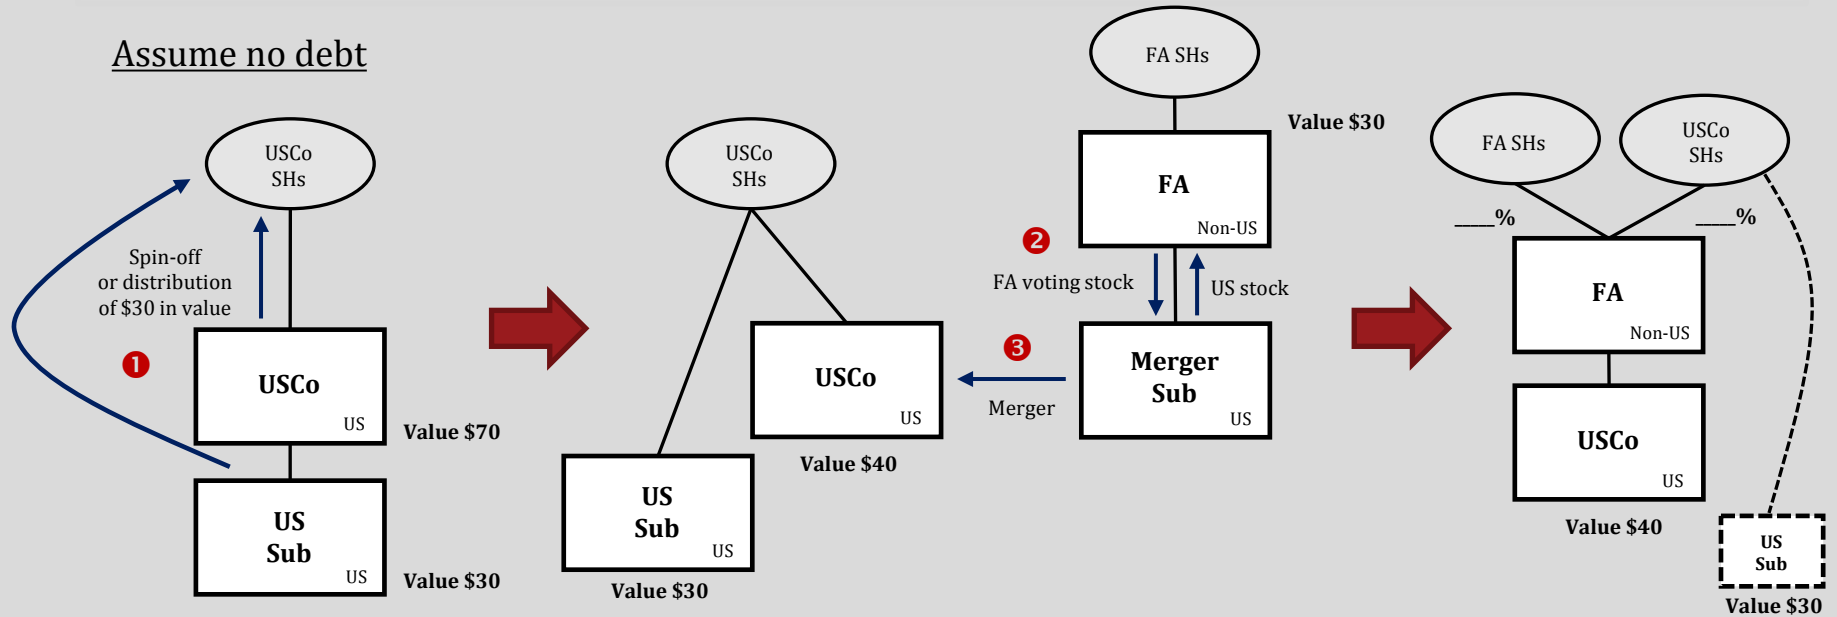 Assume no debt
USCo
SHs
Spin-off
or distribution
of $30 in value
❶
USCo
US
Value $70
US
Sub
US
Value $30
USCo
SHs
USCo
US
Value $40
US
Sub
US
Value $30
FA SHs
Value $30
FA
Non-US
❷
FA voting stock
US stock
❸
Merger
Merger
Sub
US
FA SHs
USCo
SHs
____%
____%
FA
Non-US
USCo
US
Value $40
US
Sub
Value $30